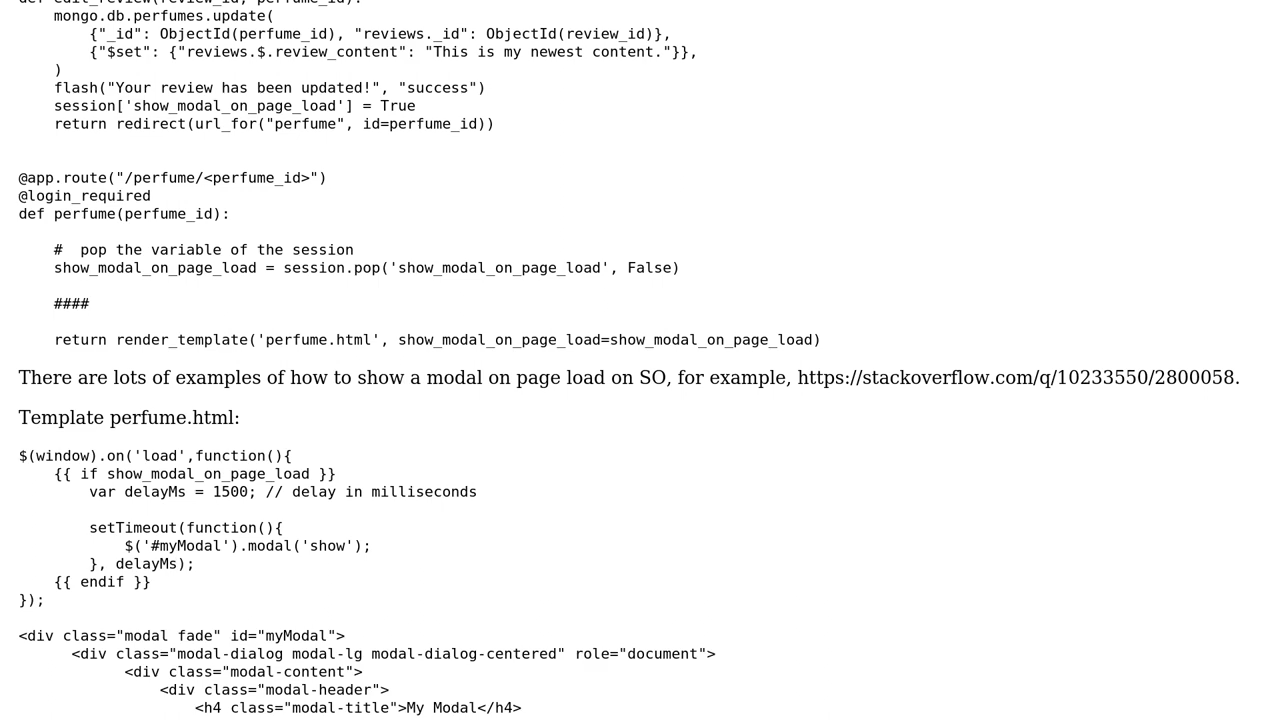 def edit_review(review_id, perfume_id):
    mongo.db.perfumes.update(
        {"_id": ObjectId(perfume_id), "reviews._id": ObjectId(review_id)},
        {"$set": {"reviews.$.review_content": "This is my newest content."}},
    )
    flash("Your review has been updated!", "success")
    session['show_modal_on_page_load'] = True
    return redirect(url_for("perfume", id=perfume_id))
@app.route("/perfume/<perfume_id>")
@login_required
def perfume(perfume_id):
    #  pop the variable of the session
    show_modal_on_page_load = session.pop('show_modal_on_page_load', False)
    ####
    return render_template('perfume.html', show_modal_on_page_load=show_modal_on_page_load)
There are lots of examples of how to show a modal on page load on SO, for example, https://stackoverflow.com/q/10233550/2800058.
Template perfume.html:
$(window).on('load',function(){
    {{ if show_modal_on_page_load }}
        var delayMs = 1500; // delay in milliseconds
        setTimeout(function(){
            $('#myModal').modal('show');
        }, delayMs);
    {{ endif }}
});
<div class="modal fade" id="myModal">
      <div class="modal-dialog modal-lg modal-dialog-centered" role="document">
            <div class="modal-content">
                <div class="modal-header">
                    <h4 class="modal-title">My Modal</h4>